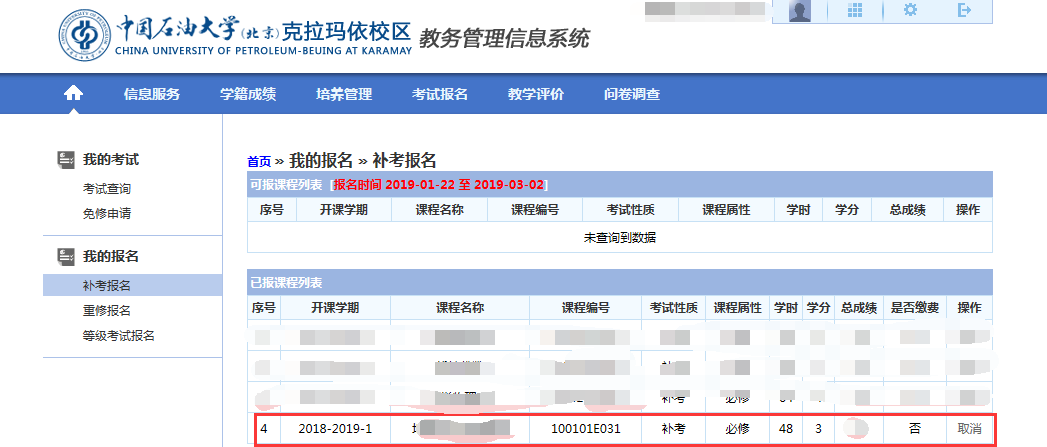 中国石油大学(北京)克拉玛依校区
CHINA UNIVERSITY OF PETROLEUM-BEIJING AT KARAMAY
教务管理信息系统
信息服务 学籍成绩 培养管理 考试报名 教学评价 问卷调查
我的考试
考试查询
免修申请
我的报名
补考报名
重修报名
等级考试报名
首页 » 我的报名 » 补考报名
可报课程列表 [报名时间 2019-01-22 至 2019-03-02]
序号 开课学期 课程名称 课程编号 考试性质 课程属性 学时 学分 总成绩 操作
未查询到数据
已报课程列表
序号 开课学期 课程名称 课程编号 考试性质 课程属性 学时 学分 总成绩 是否缴费 操作
补考 必修
4 2018-2019-1 100101E031 补考 必修 48 3 否 取消